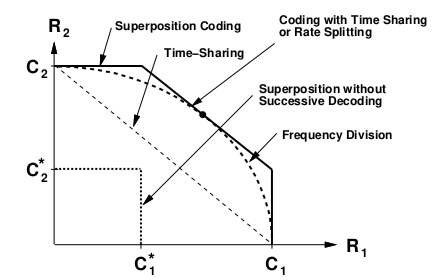 R2
Superposition Coding
Coding with Time Sharing
or Rate Splitting
Time-Sharing
C2
Superposition without
Successive Decoding
Frequency Division
C2*
R1
C1*
C1